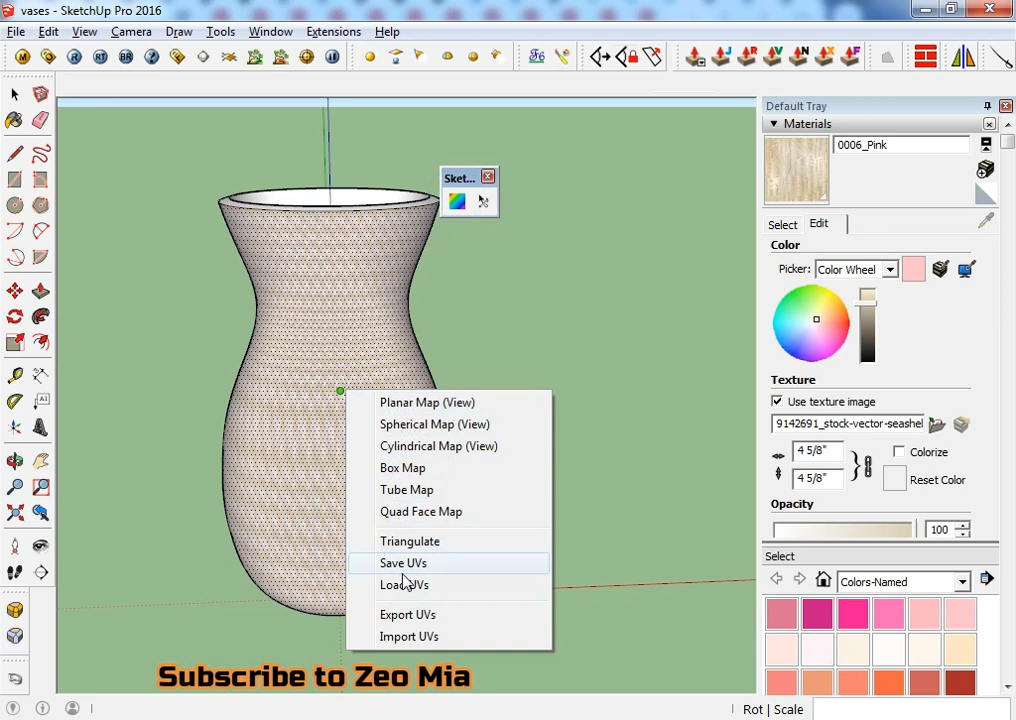 vases - SketchUp Pro 2016
File Edit View Camera Draw Tools Window Extensions Help
M R RT BR
J R V N X F
Default Tray
Materials
0006_Pink
Sket...
Select Edit
Color
Picker: Color Wheel
Texture
Use texture image
9142691_stock-vector-seashel
4 5/8"
Colorize
4 5/8"
Reset Color
Opacity
100
Select
Colors-Named
Planar Map (View)
Spherical Map (View)
Cylindrical Map (View)
Box Map
Tube Map
Quad Face Map
Triangulate
Save UVs
Load UVs
Export UVs
Import UVs
Subscribe to Zeo Mia
Rot | Scale